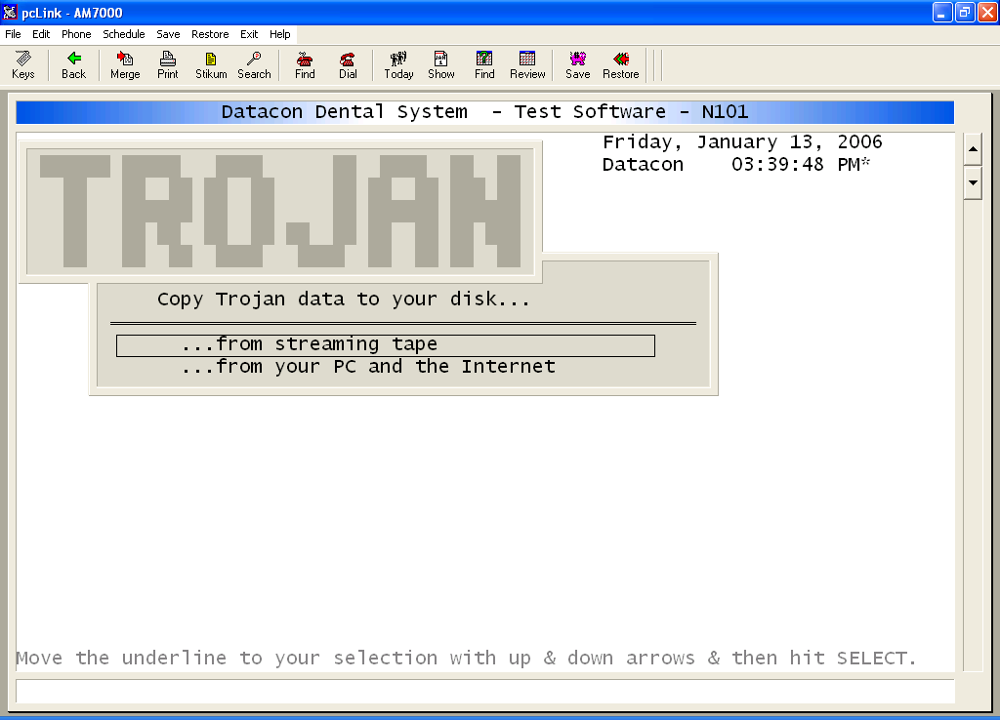 pcLink - AM7000
File Edit Phone Schedule Save Restore Exit Help
Keys Back Merge Print Stikum Search Find Dial Today Show Find Review Save Restore
Datacon Dental System - Test Software - N101
Friday, January 13, 2006
Datacon 03:39:48 PM*
TROJAN
Copy Trojan data to your disk...
...from streaming tape
...from your PC and the Internet
Move the underline to your selection with up & down arrows & then hit SELECT.